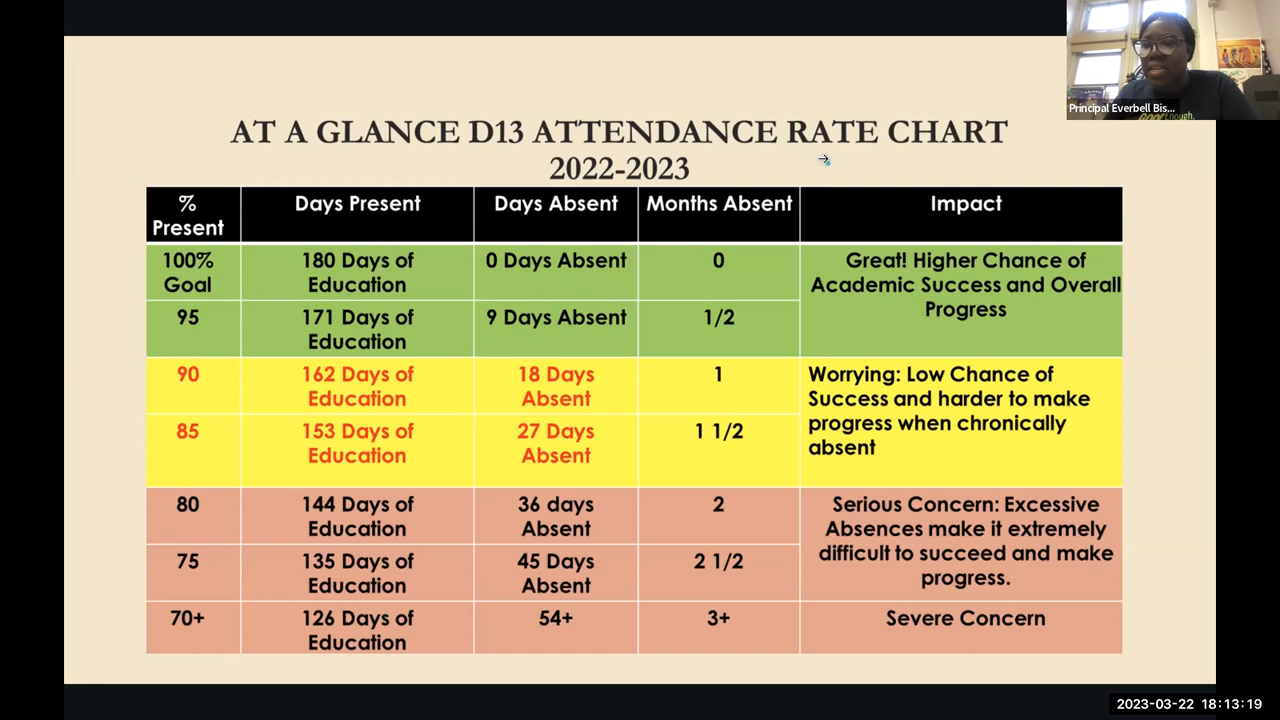 Principal Everbell Bis...
AT A GLANCE D13 ATTENDANCE RATE CHART
2022-2023
% Present
Days Present
Days Absent
Months Absent
Impact
100%
Goal
180 Days of
Education
0 Days Absent
0
Great! Higher Chance of
Academic Success and Overall
Progress
95
171 Days of
Education
9 Days Absent
1/2
90
162 Days of
Education
18 Days
Absent
1
Worrying: Low Chance of
Success and harder to make
progress when chronically
absent
85
153 Days of
Education
27 Days
Absent
1 1/2
80
144 Days of
Education
36 days
Absent
2
Serious Concern: Excessive
Absences make it extremely
difficult to succeed and make
progress.
75
135 Days of
Education
45 Days
Absent
2 1/2
70+
126 Days of
Education
54+
3+
Severe Concern
2023-03-22 18:13:19